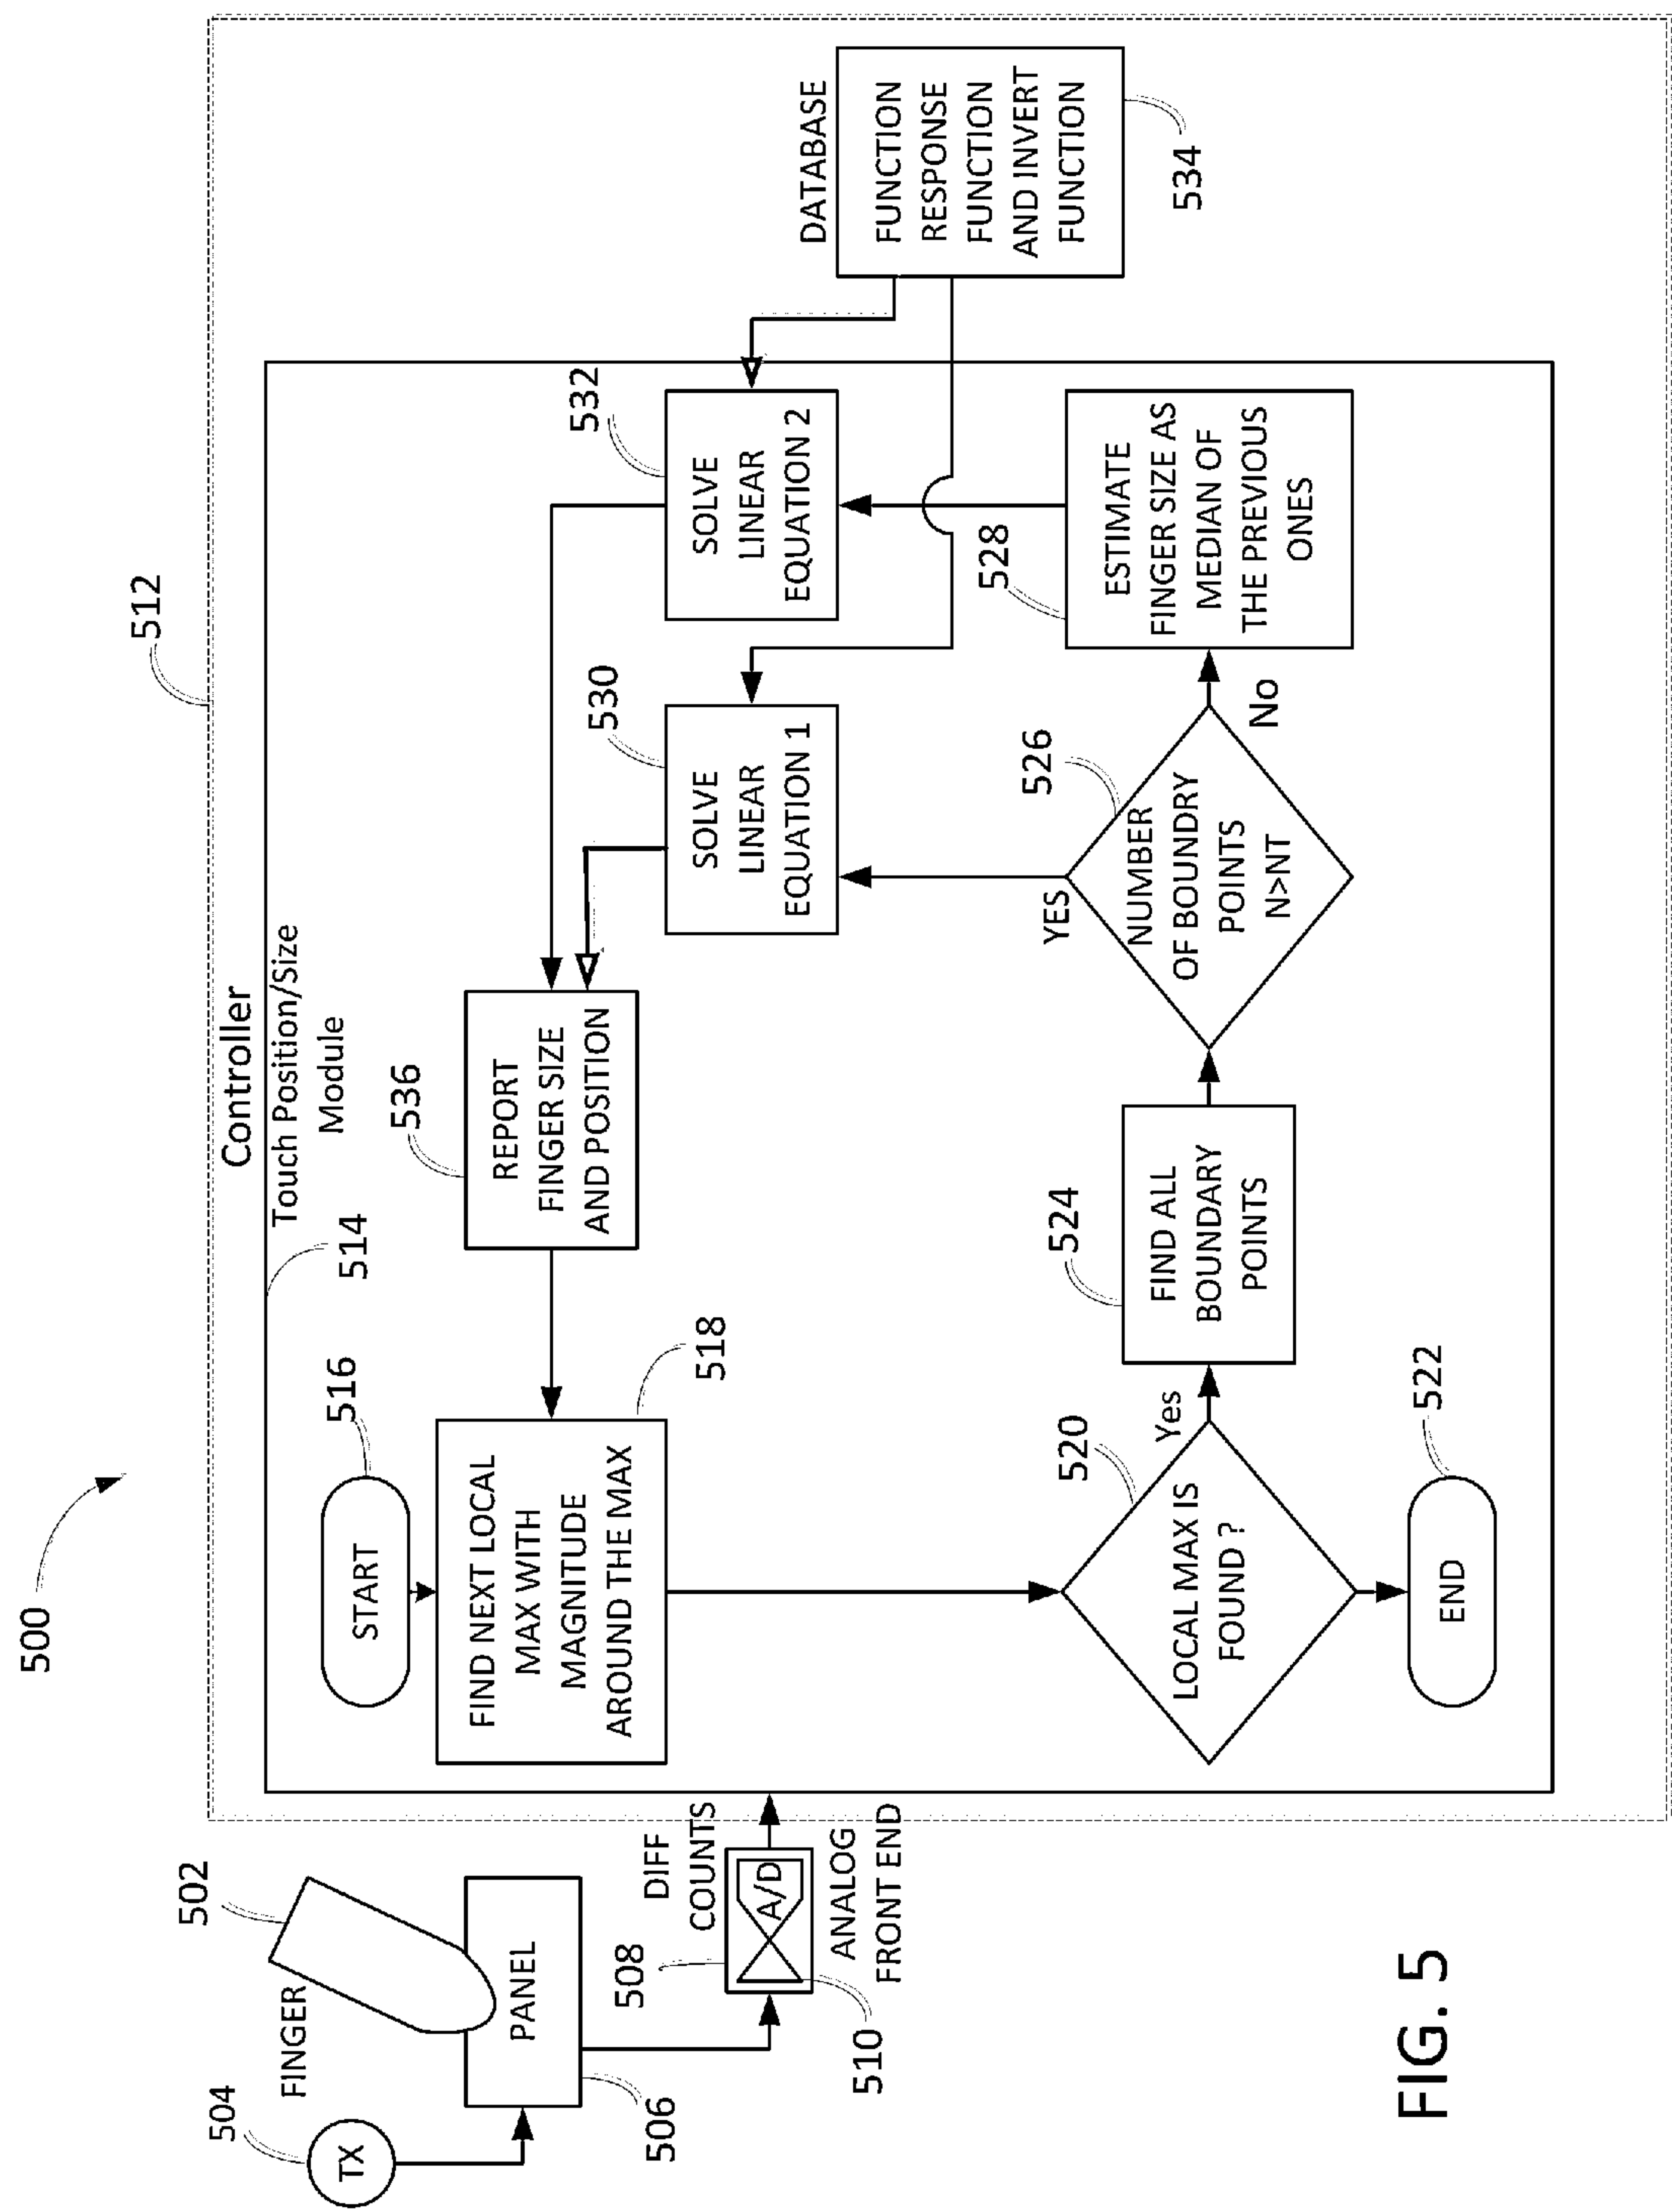 500
512
Controller
Touch Position/Size
Module
514
516
START
FIND NEXT LOCAL
MAX WITH
MAGNITUDE
AROUND THE MAX
518
536
REPORT
FINGER SIZE
AND POSITION
530
SOLVE
LINEAR
EQUATION 1
532
SOLVE
LINEAR
EQUATION 2
DATABASE
FUNCTION
RESPONSE
FUNCTION
AND INVERT
FUNCTION
534
502
FINGER
504
TX
PANEL
506
508
DIFF
COUNTS
A/D
510
ANALOG
FRONT END
520
LOCAL MAX IS
FOUND ?
Yes
522
END
524
FIND ALL
BOUNDARY
POINTS
526
YES
NUMBER
OF BOUNDRY
POINTS
N>NT
No
528
ESTIMATE
FINGER SIZE AS
MEDIAN OF
THE PREVIOUS
ONES
FIG. 5